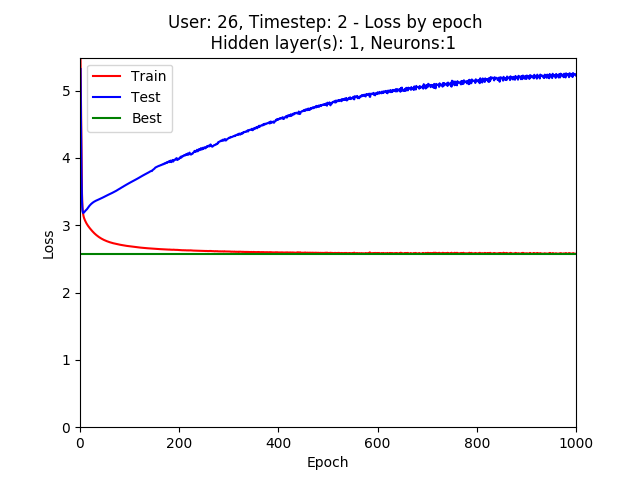 User: 26, Timestep: 2 - Loss by epoch
Hidden layer(s): 1, Neurons:1
Train
Test
Best
5
4
3
2
1
0
Loss
0 200 400 600 800 1000
Epoch